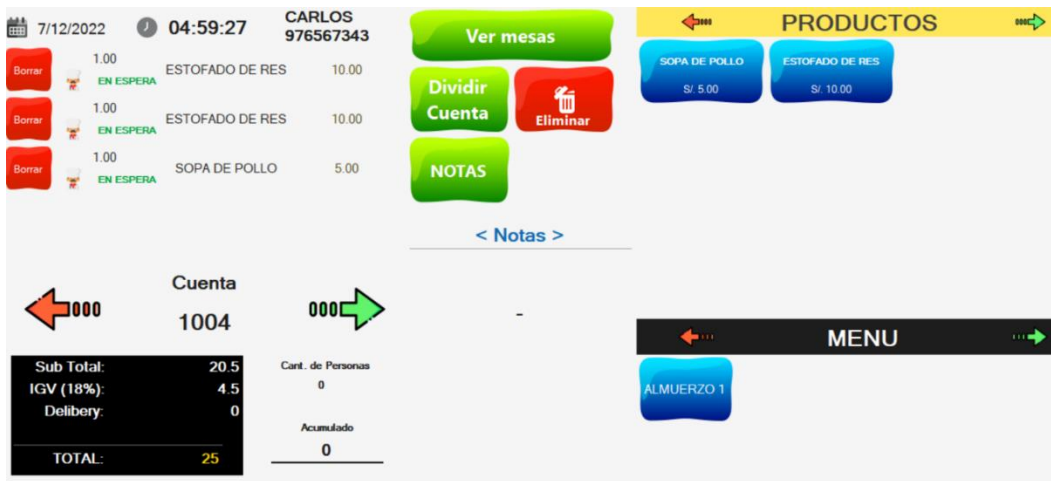 7/12/2022 04:59:27 CARLOS 976567343
Borrar 1.00 EN ESPERA ESTOFADO DE RES 10.00
Borrar 1.00 EN ESPERA ESTOFADO DE RES 10.00
Borrar 1.00 EN ESPERA SOPA DE POLLO 5.00
Cuenta
1004
Sub Total: 20.5
IGV (18%): 4.5
Delibery: 0
TOTAL: 25
Cant. de Personas
0
Acumulado
0
Ver mesas
Dividir Cuenta
Eliminar
NOTAS
< Notas >
-
PRODUCTOS
SOPA DE POLLO
S/. 5.00
ESTOFADO DE RES
S/. 10.00
MENU
ALMUERZO 1